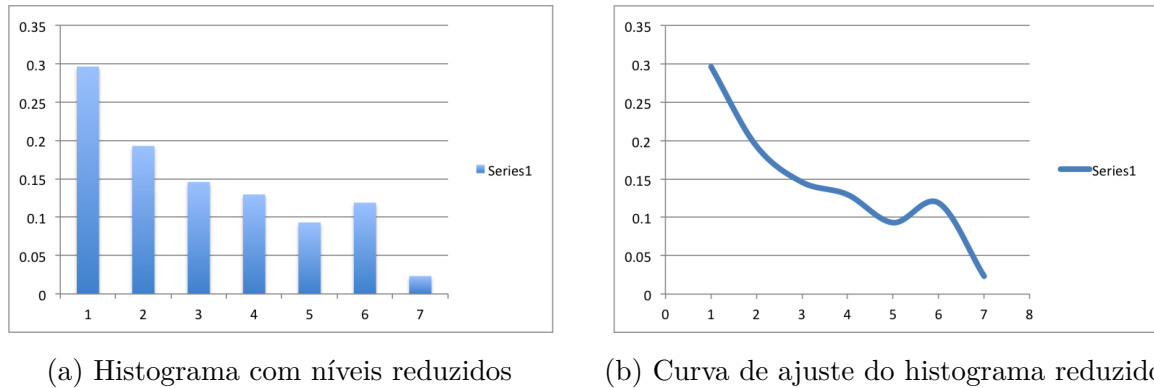 0.35
0.3
0.25
0.2
0.15
0.1
0.05
0
1 2 3 4 5 6 7
Series1
0.35
0.3
0.25
0.2
0.15
0.1
0.05
0
0 1 2 3 4 5 6 7 8
Series1
(a) Histograma com níveis reduzidos
(b) Curva de ajuste do histograma reduzido